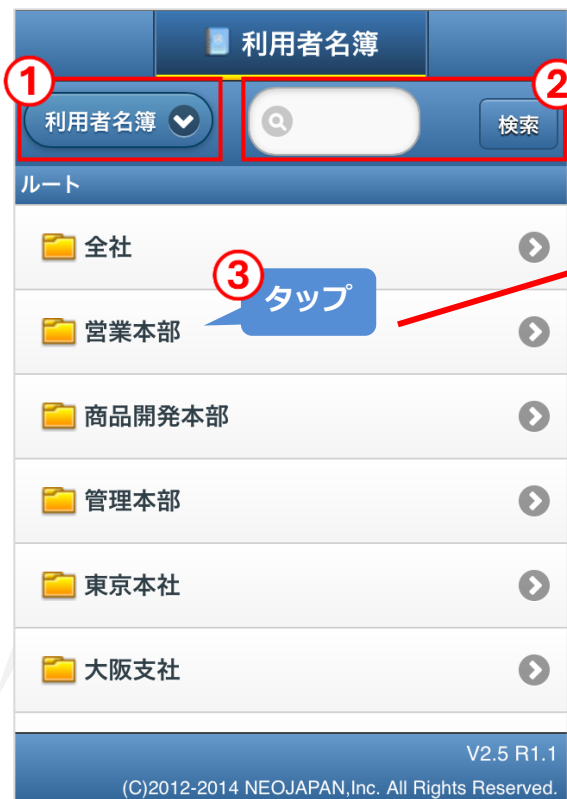 利用者名簿
①
②
利用者名簿
検索
ルート
全社
③
タップ
営業本部
商品開発本部
管理本部
東京本社
大阪支社
V2.5 R1.1
(C)2012-2014 NEOJAPAN,Inc. All Rights Reserved.